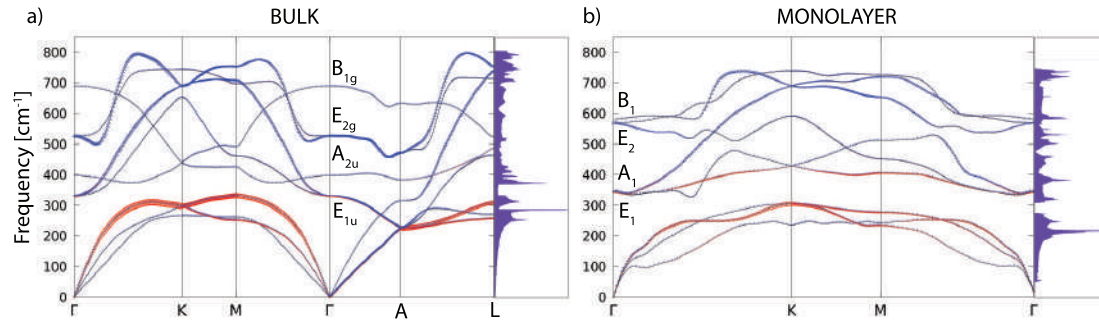 a) BULK
Frequency [cm⁻¹]
800
700
600
500
400
300
200
100
0
B₁g
E₂g
A₂u
E₁u
Γ K M Γ A L
b) MONOLAYER
800
700
600
500
400
300
200
100
0
B₁
E₂
A₁
E₁
Γ K M Γ